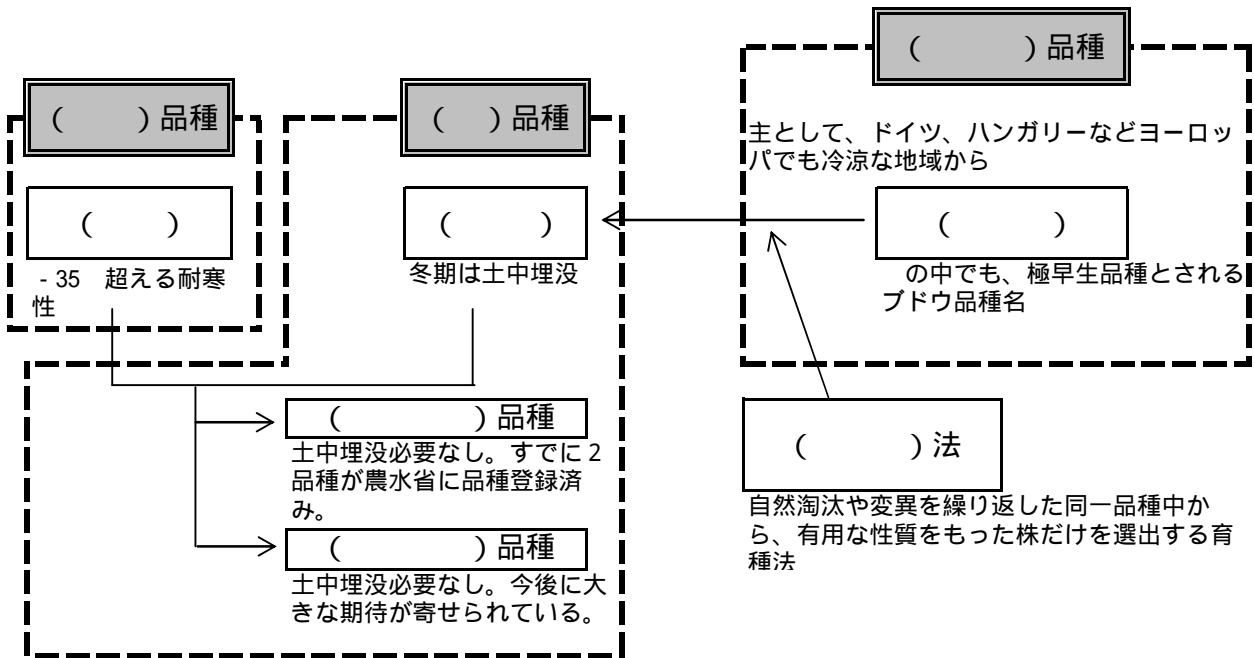 (　　)品種
(　　)
- 35　超える耐寒
性
(　　)品種
(　　)
冬期は土中埋没
(　　　)品種
土中埋没必要なし。すでに２
品種が農水省に品種登録済
み。
(　　　)品種
土中埋没必要なし。今後に大
きな期待が寄せられている。
(　　　)品種
主として、ドイツ、ハンガリーなどヨーロッ
パでも冷涼な地域から
(　　　)
の中でも、極早生品種とされる
ブドウ品種名
(　　　)法
自然淘汰や変異を繰り返した同一品種中か
ら、有用な性質をもった株だけを選出する育
種法